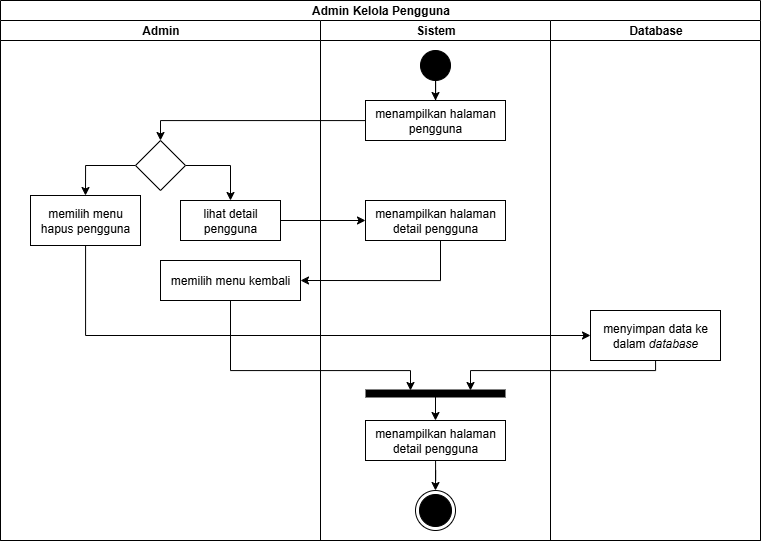 Admin Kelola Pengguna
Admin
Sistem
Database
menampilkan halaman
pengguna
memilih menu
hapus pengguna
lihat detail
pengguna
menampilkan halaman
detail pengguna
memilih menu kembali
menyimpan data ke
dalam database
menampilkan halaman
detail pengguna